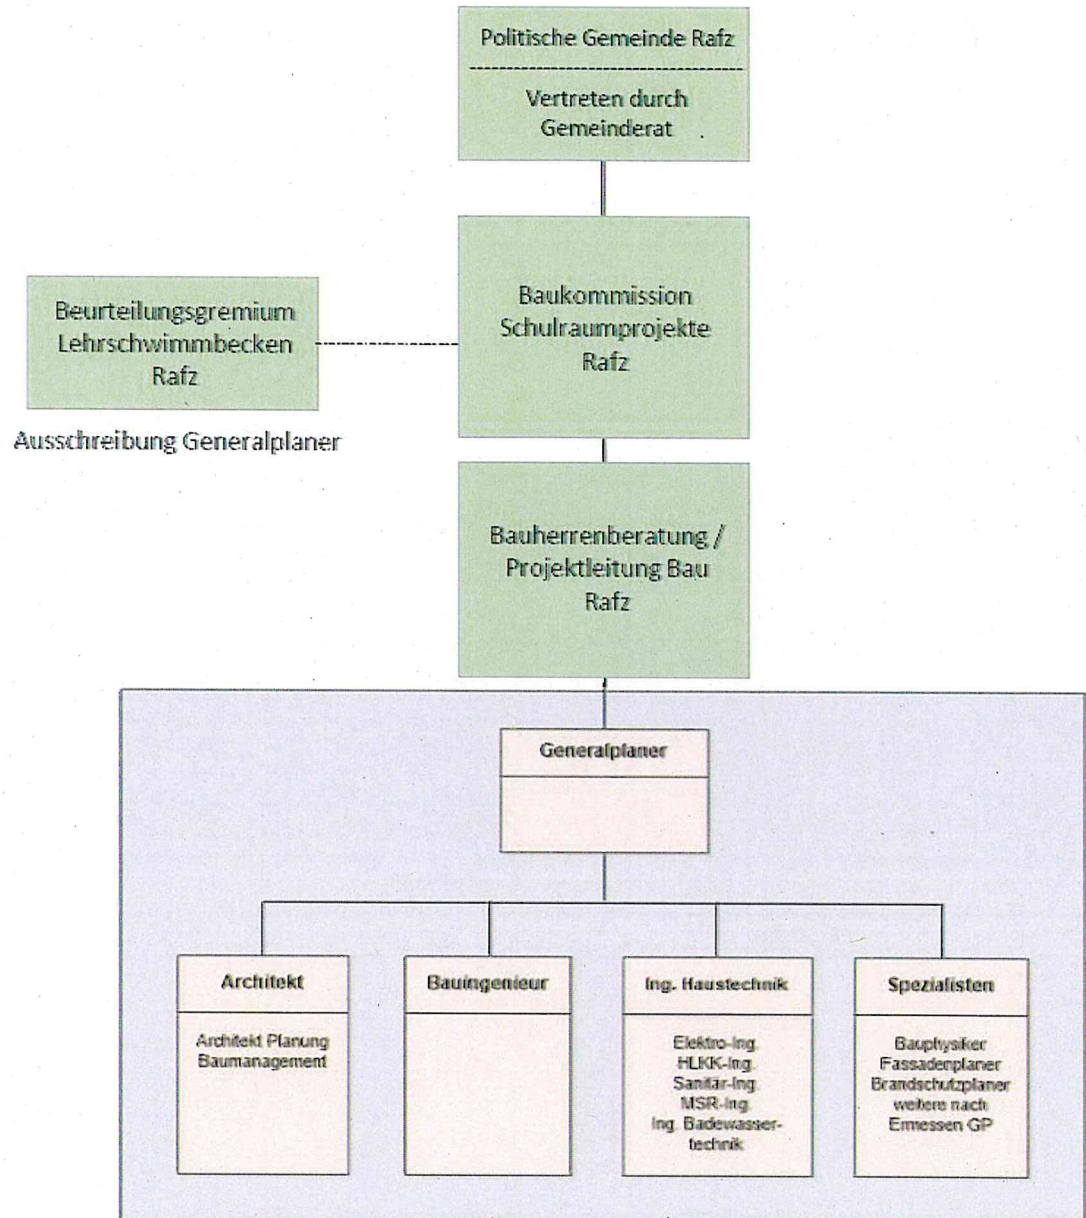 Politische Gemeinde Rafz
Vertreten durch
Gemeinderat
Beurteilungsgremium
Lehrschwimmbecken
Rafz
Ausschreibung Generalplaner
Baukommission
Schulraumprojekte
Rafz
Bauherrenberatung /
Projektleitung Bau
Rafz
Generalplaner
Architekt
Architekt Planung
Baumanagement
Bauingenieur
Ing. Haustechnik
Elektro-Ing.
HLKK-Ing.
Sanitär-Ing.
MSR-Ing.
Ing. Badewasser-
technik
Spezialisten
Bauphysiker
Fassadenplaner
Brandschutzplaner
weitere nach
Ermessen GP